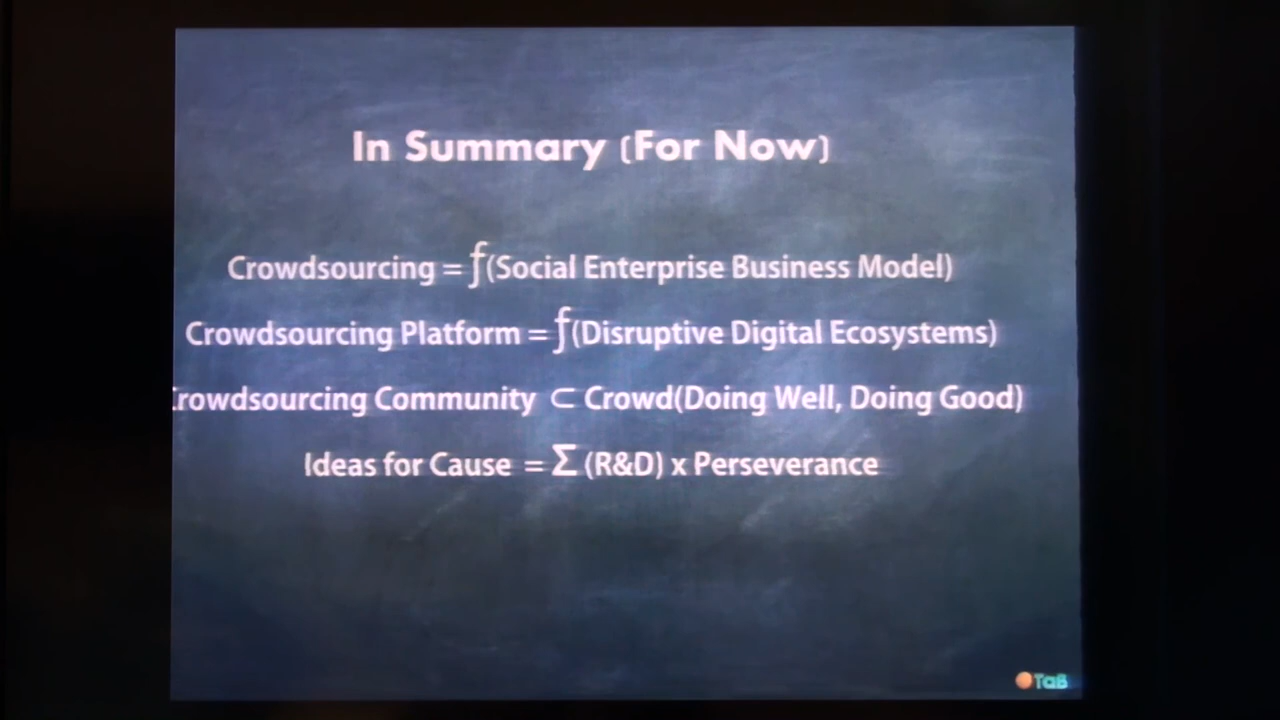 In Summary (For Now)
Crowdsourcing = ƒ(Social Enterprise Business Model)
Crowdsourcing Platform = ƒ(Disruptive Digital Ecosystems)
Crowdsourcing Community ⊂ Crowd(Doing Well, Doing Good)
Ideas for Cause = Σ (R&D) x Perseverance
TaB